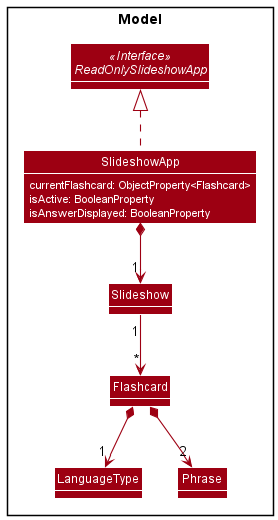 Model
«Interface»
ReadOnlySlideshowApp
SlideshowApp
currentFlashcard: ObjectProperty<Flashcard>
isActive: BooleanProperty
isAnswerDisplayed: BooleanProperty
1
Slideshow
1
*
Flashcard
1
2
LanguageType
Phrase